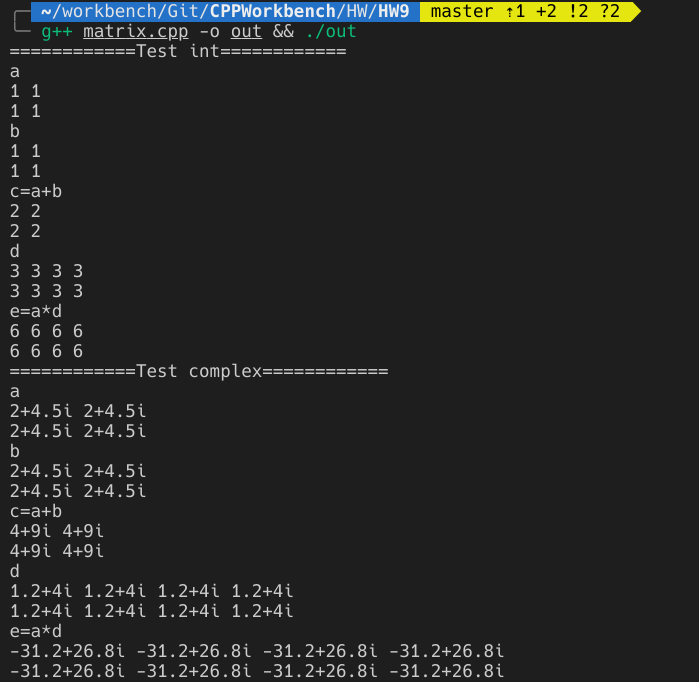 ~/workbench/Git/CPPWorkbench/HW/HW9 master ↑1 +2 !2 ?2
g++ matrix.cpp -o out && ./out
============Test int============
a
1 1
1 1
b
1 1
1 1
c=a+b
2 2
2 2
d
3 3 3 3
3 3 3 3
e=a*d
6 6 6 6
6 6 6 6
============Test complex============
a
2+4.5i 2+4.5i
2+4.5i 2+4.5i
b
2+4.5i 2+4.5i
2+4.5i 2+4.5i
c=a+b
4+9i 4+9i
4+9i 4+9i
d
1.2+4i 1.2+4i 1.2+4i 1.2+4i
1.2+4i 1.2+4i 1.2+4i 1.2+4i
e=a*d
-31.2+26.8i -31.2+26.8i -31.2+26.8i -31.2+26.8i
-31.2+26.8i -31.2+26.8i -31.2+26.8i -31.2+26.8i